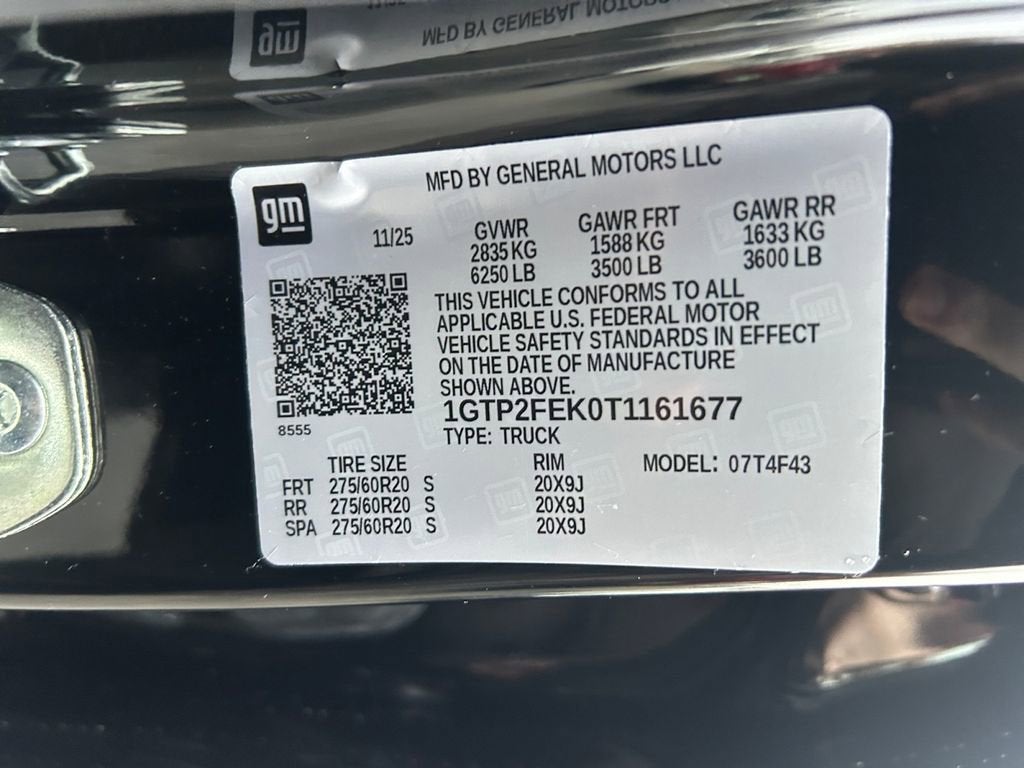 MFD BY GENERAL MOTORS LLC
gm
11/25
GVWR GAWR FRT GAWR RR
2835 KG 1588 KG 1633 KG
6250 LB 3500 LB 3600 LB
THIS VEHICLE CONFORMS TO ALL
APPLICABLE U.S. FEDERAL MOTOR
VEHICLE SAFETY STANDARDS IN EFFECT
ON THE DATE OF MANUFACTURE
SHOWN ABOVE.
1GTP2FEK0T1161677
8555
TYPE: TRUCK
TIRE SIZE RIM MODEL: 07T4F43
FRT 275/60R20 S 20X9J
RR 275/60R20 S 20X9J
SPA 275/60R20 S 20X9J